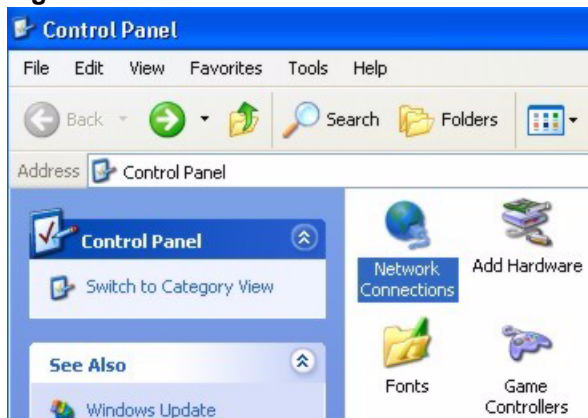 Control Panel
File Edit View Favorites Tools Help
Back Search Folders
Address Control Panel
Control Panel
Switch to Category View
See Also
Windows Update
Network Connections
Add Hardware
Fonts
Game Controllers